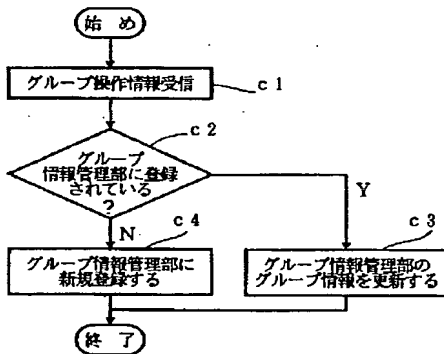 始め
グループ操作情報受信
c1
c2
グループ
情報管理部に登録
されている
?
Y
N
c4
c3
グループ情報管理部に
新規登録する
グループ情報管理部の
グループ情報を更新する
終了